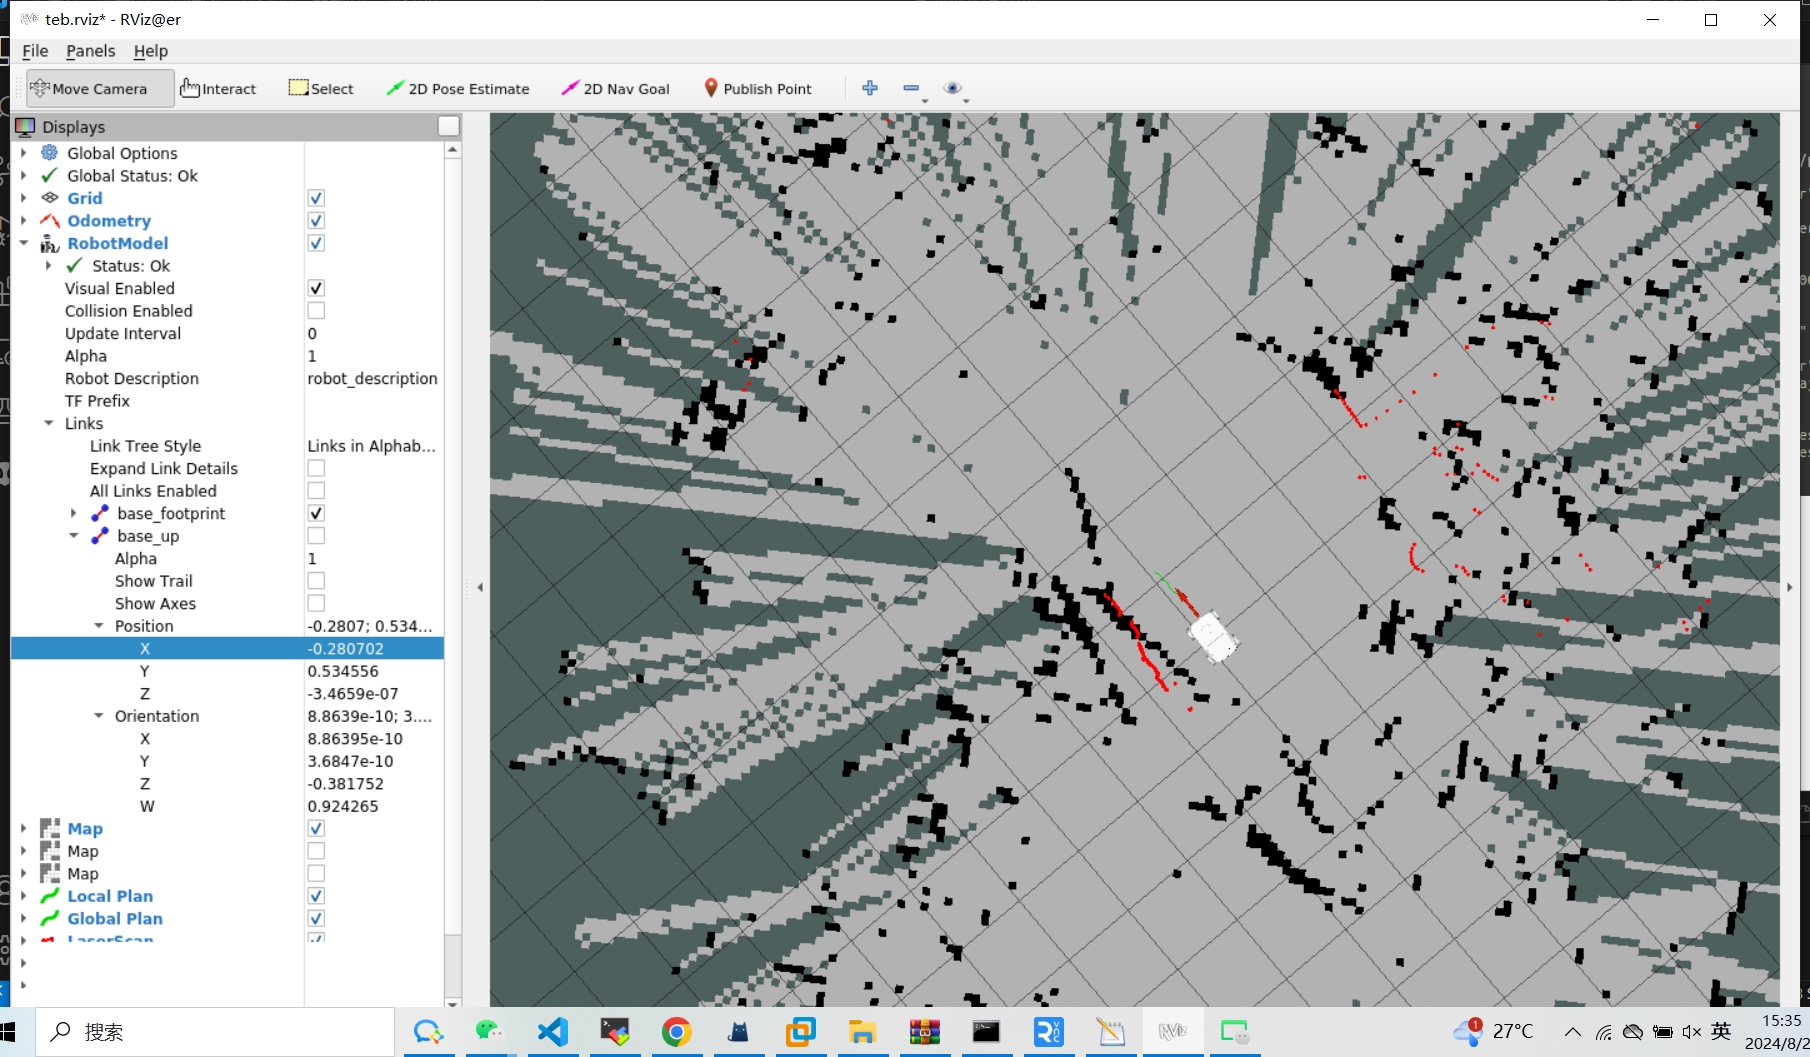 teb.rviz* - RViz@er
File Panels Help
Move Camera Interact Select 2D Pose Estimate 2D Nav Goal Publish Point
Displays
Global Options
Global Status: Ok
Grid
Odometry
RobotModel
Status: Ok
Visual Enabled
Collision Enabled
Update Interval 0
Alpha 1
Robot Description robot_description
TF Prefix
Links
Link Tree Style Links in Alphab...
Expand Link Details
All Links Enabled
base_footprint
base_up
Alpha 1
Show Trail
Show Axes
Position -0.2807; 0.534...
X -0.280702
Y 0.534556
Z -3.4659e-07
Orientation 8.8639e-10; 3....
X 8.86395e-10
Y 3.6847e-10
Z -0.381752
W 0.924265
Map
Map
Map
Local Plan
Global Plan
LaserScan
搜索
RViz
1
27°C
英
15:35
2024/8/2